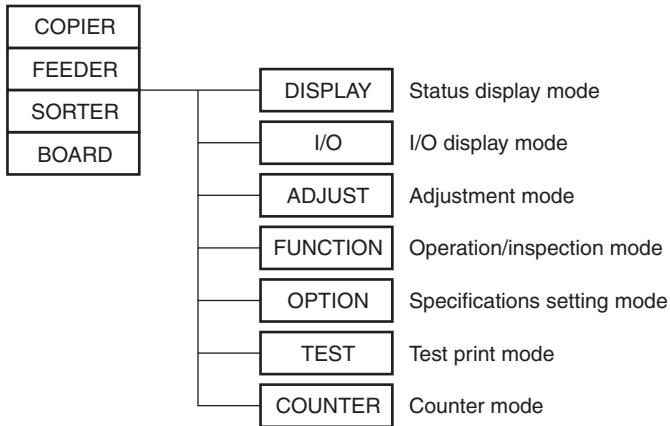 COPIER
FEEDER
SORTER
BOARD
DISPLAY Status display mode
I/O I/O display mode
ADJUST Adjustment mode
FUNCTION Operation/inspection mode
OPTION Specifications setting mode
TEST Test print mode
COUNTER Counter mode